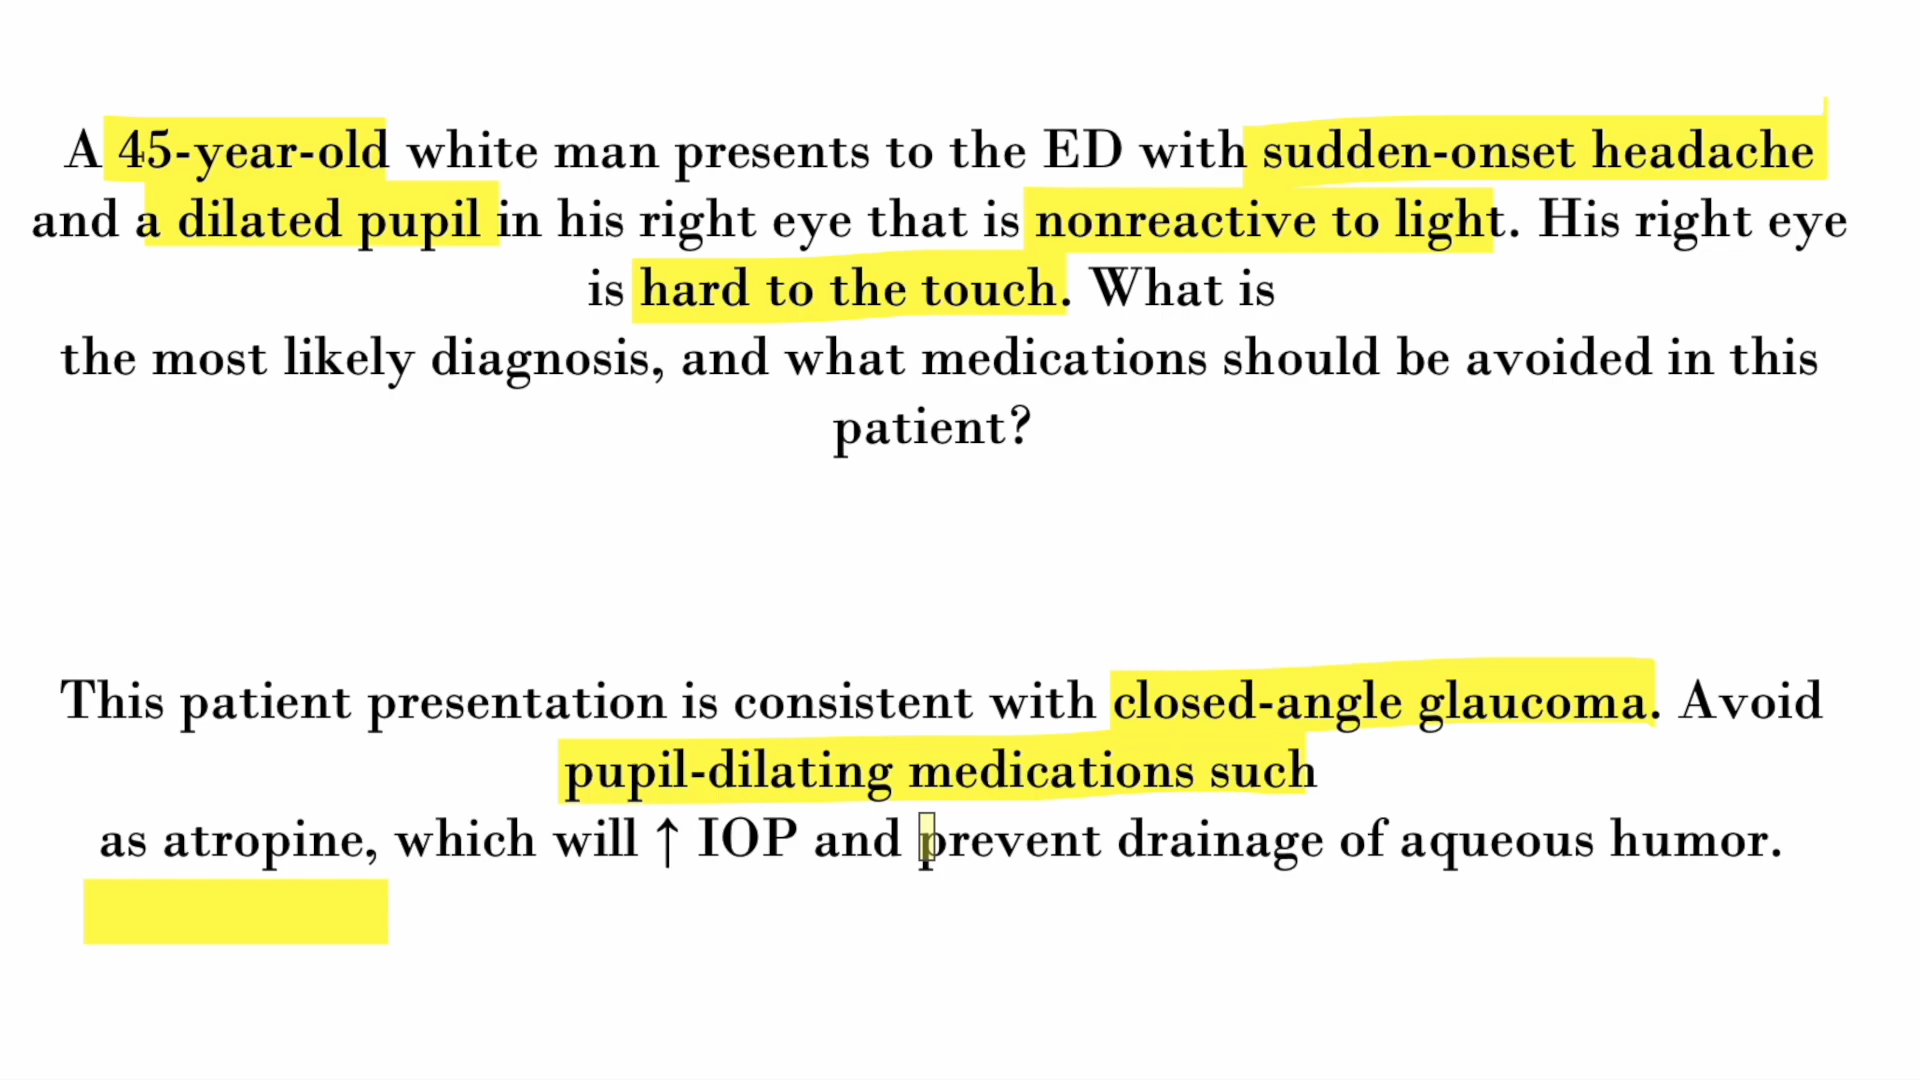 A 45-year-old white man presents to the ED with sudden-onset headache
and a dilated pupil in his right eye that is nonreactive to light. His right eye
is hard to the touch. What is
the most likely diagnosis, and what medications should be avoided in this
patient?
This patient presentation is consistent with closed-angle glaucoma. Avoid
pupil-dilating medications such
as atropine, which will ↑ IOP and prevent drainage of aqueous humor.